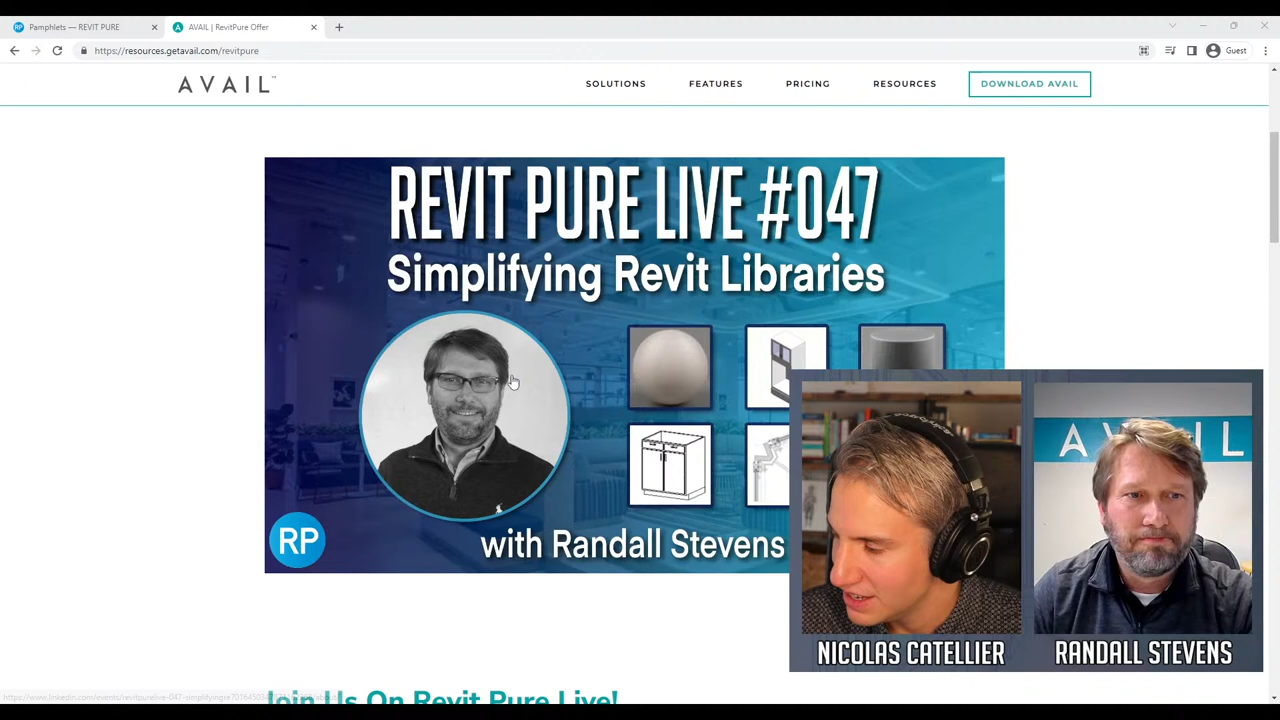 Pamphlets — REVIT PURE
AVAIL | RevitPure Offer
https://resources.getavail.com/revitpure
Guest
AVAIL
SOLUTIONS
FEATURES
PRICING
RESOURCES
DOWNLOAD AVAIL
REVIT PURE LIVE #047
Simplifying Revit Libraries
RP
with Randall Stevens
AVAIL
NICOLAS CATELLIER
RANDALL STEVENS
Join Us On Revit Pure Live!